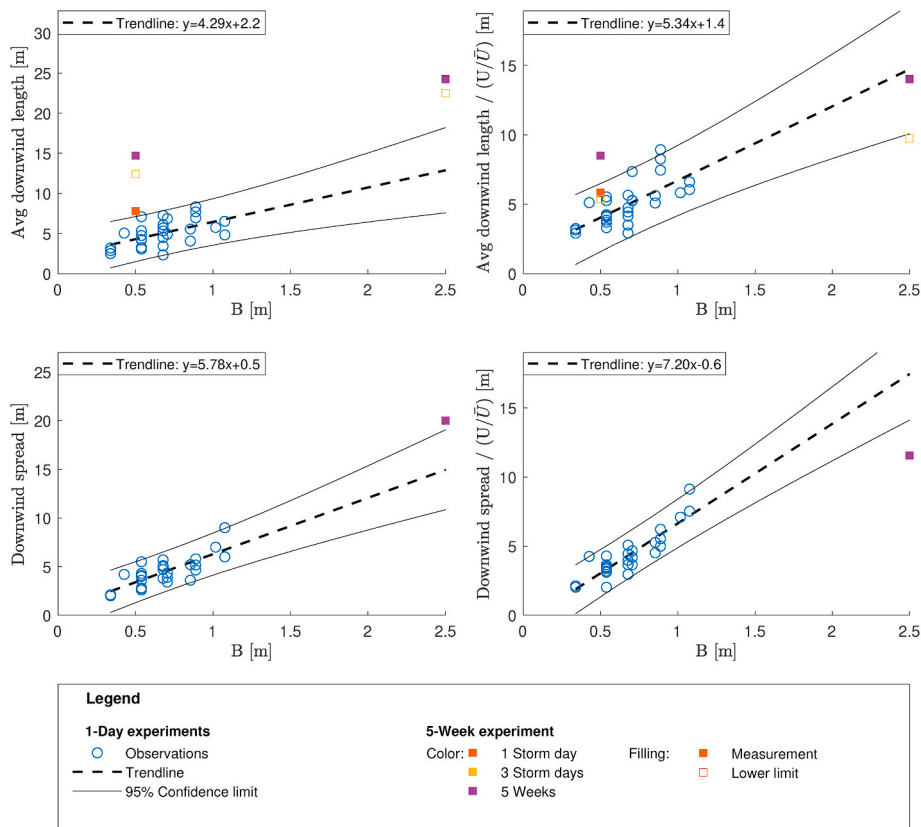 Trendline: y=4.29x+2.2
Avg downwind length [m]
30
25
20
15
10
5
0
0 0.5 1 1.5 2 2.5
B [m]
Trendline: y=5.34x+1.4
Avg downwind length / (U/Ū) [m]
15
10
5
0
0 0.5 1 1.5 2 2.5
B [m]
Trendline: y=5.78x+0.5
Downwind spread [m]
25
20
15
10
5
0
0 0.5 1 1.5 2 2.5
B [m]
Trendline: y=7.20x-0.6
Downwind spread / (U/Ū) [m]
15
10
5
0
0 0.5 1 1.5 2 2.5
B [m]
Legend
1-Day experiments
Observations
Trendline
95% Confidence limit
5-Week experiment
Color: 1 Storm day
3 Storm days
5 Weeks
Filling: Measurement
Lower limit